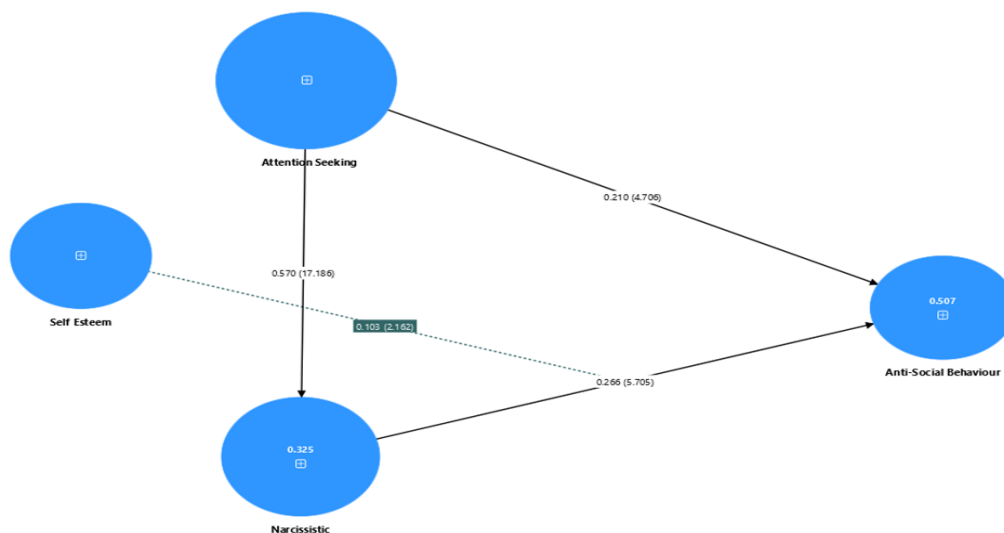 Attention Seeking
0.210 (4.706)
0.570 (17.186)
Self Esteem
0.103 (2.162)
0.507
Anti-Social Behaviour
0.266 (5.705)
0.325
Narcissistic